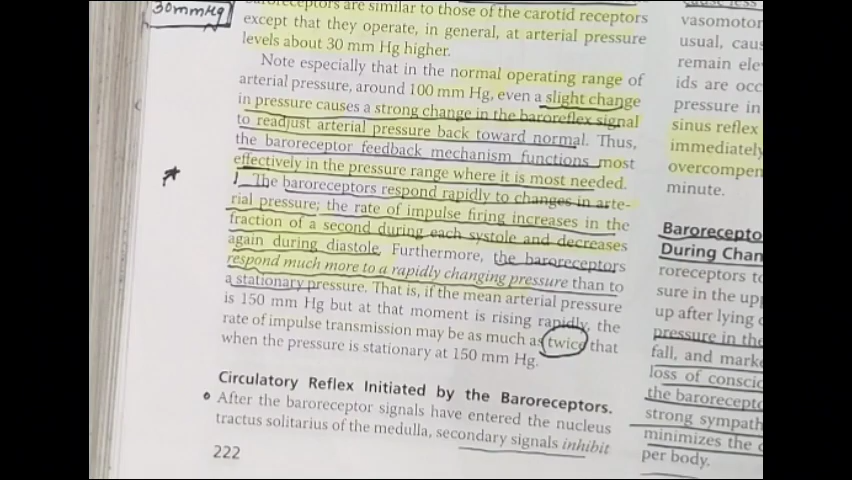 30mmHg
Baroreceptors are similar to those of the carotid receptors
except that they operate, in general, at arterial pressure
levels about 30 mm Hg higher.
Note especially that in the normal operating range of
arterial pressure, around 100 mm Hg, even a slight change
in pressure causes a strong change in the baroreflex signal
to readjust arterial pressure back toward normal. Thus,
the baroreceptor feedback mechanism functions most
effectively in the pressure range where it is most needed.
The baroreceptors respond rapidly to changes in arte-
rial pressure; the rate of impulse firing increases in the
fraction of a second during each systole and decreases
again during diastole. Furthermore, the baroreceptors
respond much more to a rapidly changing pressure than to
a stationary pressure. That is, if the mean arterial pressure
is 150 mm Hg but at that moment is rising rapidly, the
rate of impulse transmission may be as much as twice that
when the pressure is stationary at 150 mm Hg.
Circulatory Reflex Initiated by the Baroreceptors.
After the baroreceptor signals have entered the nucleus
tractus solitarius of the medulla, secondary signals inhibit
222
vasomotor
usual, caus
remain ele
ids are occ
pressure in
sinus reflex
immediately
overcompen
minute.
Barorecepto
During Chan
roreceptors to
sure in the upp
up after lying
pressure in the
fall, and marke
loss of consci
the barorecepto
strong sympath
minimizes the
per body.